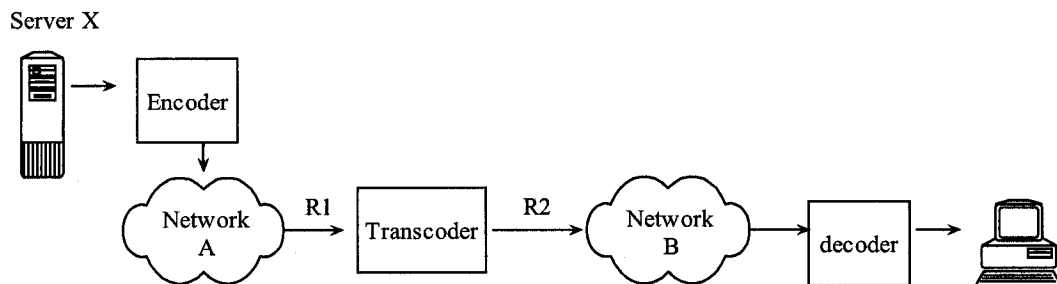 Server X
Encoder
Network
A
R1
Transcoder
R2
Network
B
decoder